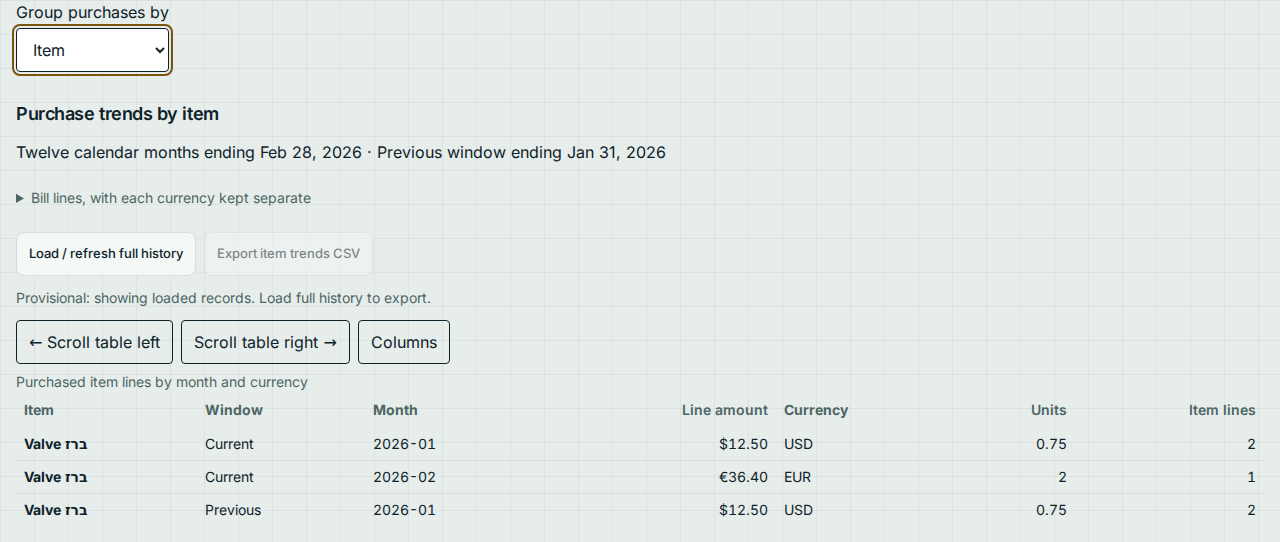 Group purchases by
Item
Purchase trends by item
Twelve calendar months ending Feb 28, 2026 · Previous window ending Jan 31, 2026
Bill lines, with each currency kept separate
Load / refresh full history Export item trends CSV
Provisional: showing loaded records. Load full history to export.
← Scroll table left Scroll table right → Columns
Purchased item lines by month and currency
Item Window Month Line amount Currency Units Item lines
Valve ברז Current 2026-01 $12.50 USD 0.75 2
Valve ברז Current 2026-02 €36.40 EUR 2 1
Valve ברז Previous 2026-01 $12.50 USD 0.75 2